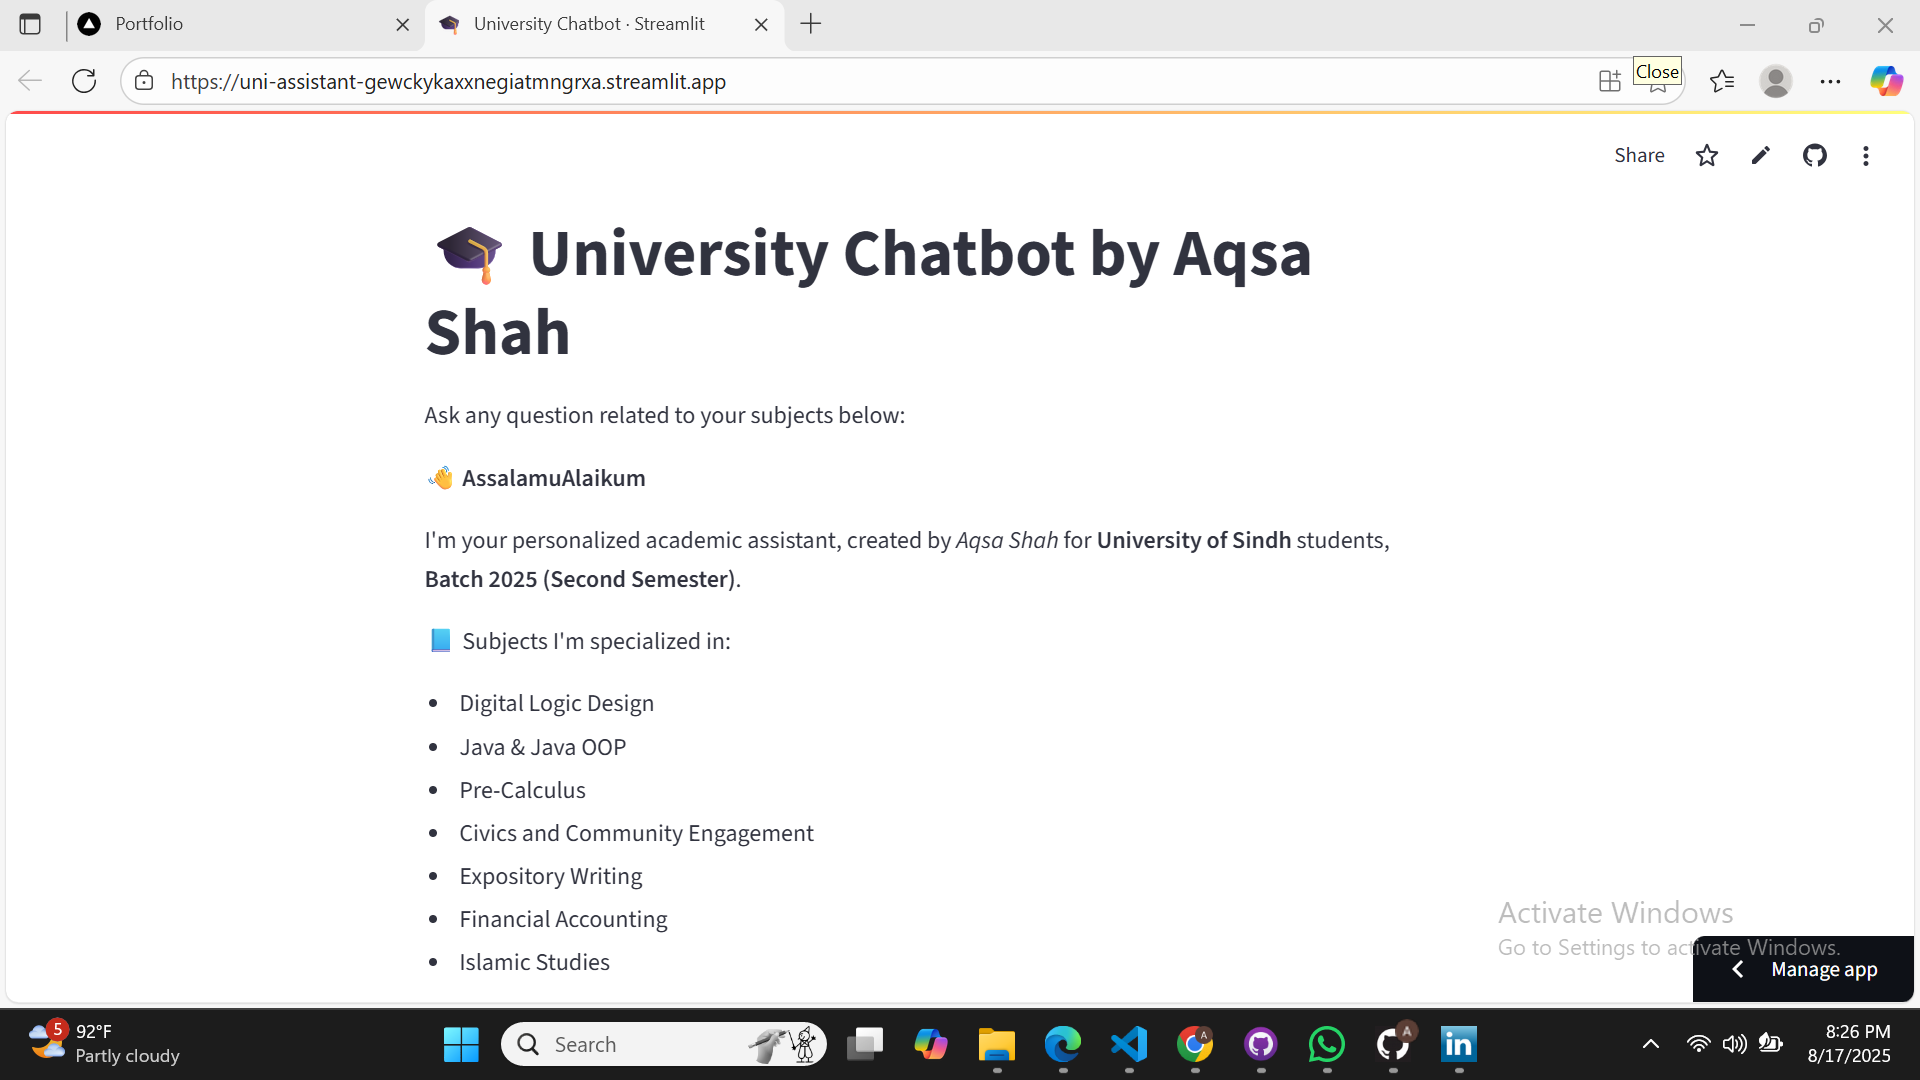 Portfolio
University Chatbot · Streamlit
https://uni-assistant-gewckykaxxnegiatmngrxa.streamlit.app
Close
Share
🎓 University Chatbot by Aqsa
Shah
Ask any question related to your subjects below:
👋 AssalamuAlaikum
I'm your personalized academic assistant, created by Aqsa Shah for University of Sindh students,
Batch 2025 (Second Semester).
📘 Subjects I'm specialized in:
• Digital Logic Design
• Java & Java OOP
• Pre-Calculus
• Civics and Community Engagement
• Expository Writing
• Financial Accounting
• Islamic Studies
Activate Windows
Go to Settings to activate Windows.
Manage app
5
92°F
Partly cloudy
Search
A
A
in
8:26 PM
8/17/2025